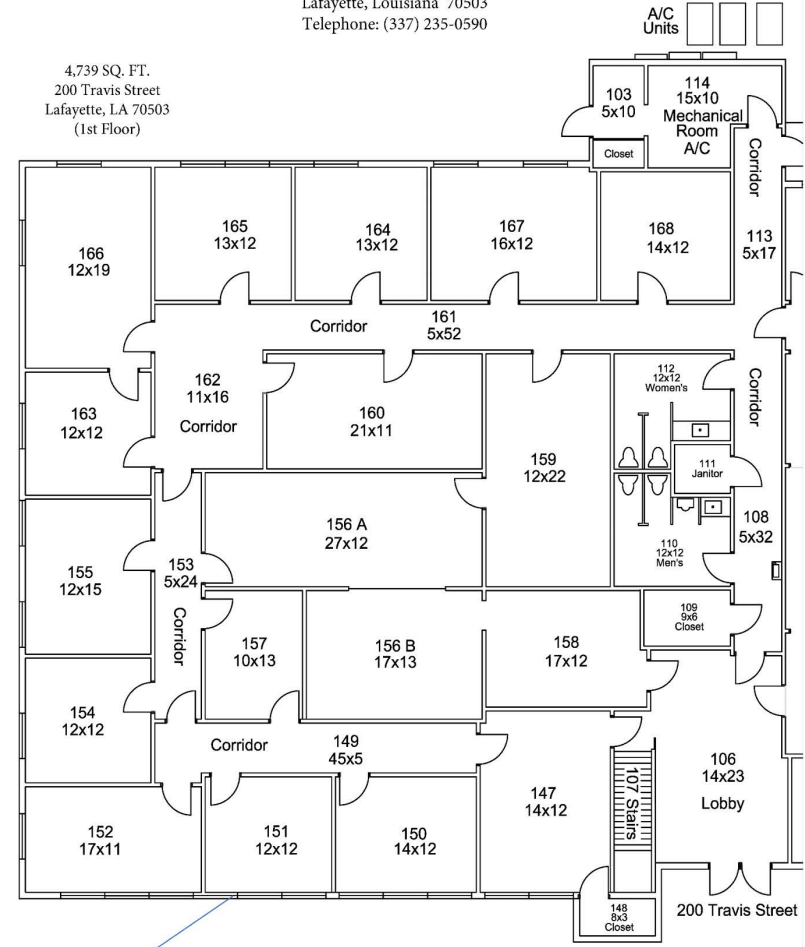 Lafayette, Louisiana 70503
Telephone: (337) 235-0590
A/C
Units
4,739 SQ. FT.
200 Travis Street
Lafayette, LA 70503
(1st Floor)
103
5x10
114
15x10
Mechanical
Room
A/C
Closet
Corridor
113
5x17
166
12x19
165
13x12
164
13x12
167
16x12
168
14x12
161
5x52
Corridor
162
11x16
Corridor
163
12x12
160
21x11
159
12x22
112
12x12
Women's
Corridor
111
Janitor
108
5x32
110
12x12
Men's
109
9x6
Closet
156 A
27x12
153
5x24
Corridor
155
12x15
157
10x13
156 B
17x13
158
17x12
154
12x12
Corridor
149
45x5
147
14x12
107 Stairs
106
14x23
Lobby
152
17x11
151
12x12
150
14x12
148
8x3
Closet
200 Travis Street